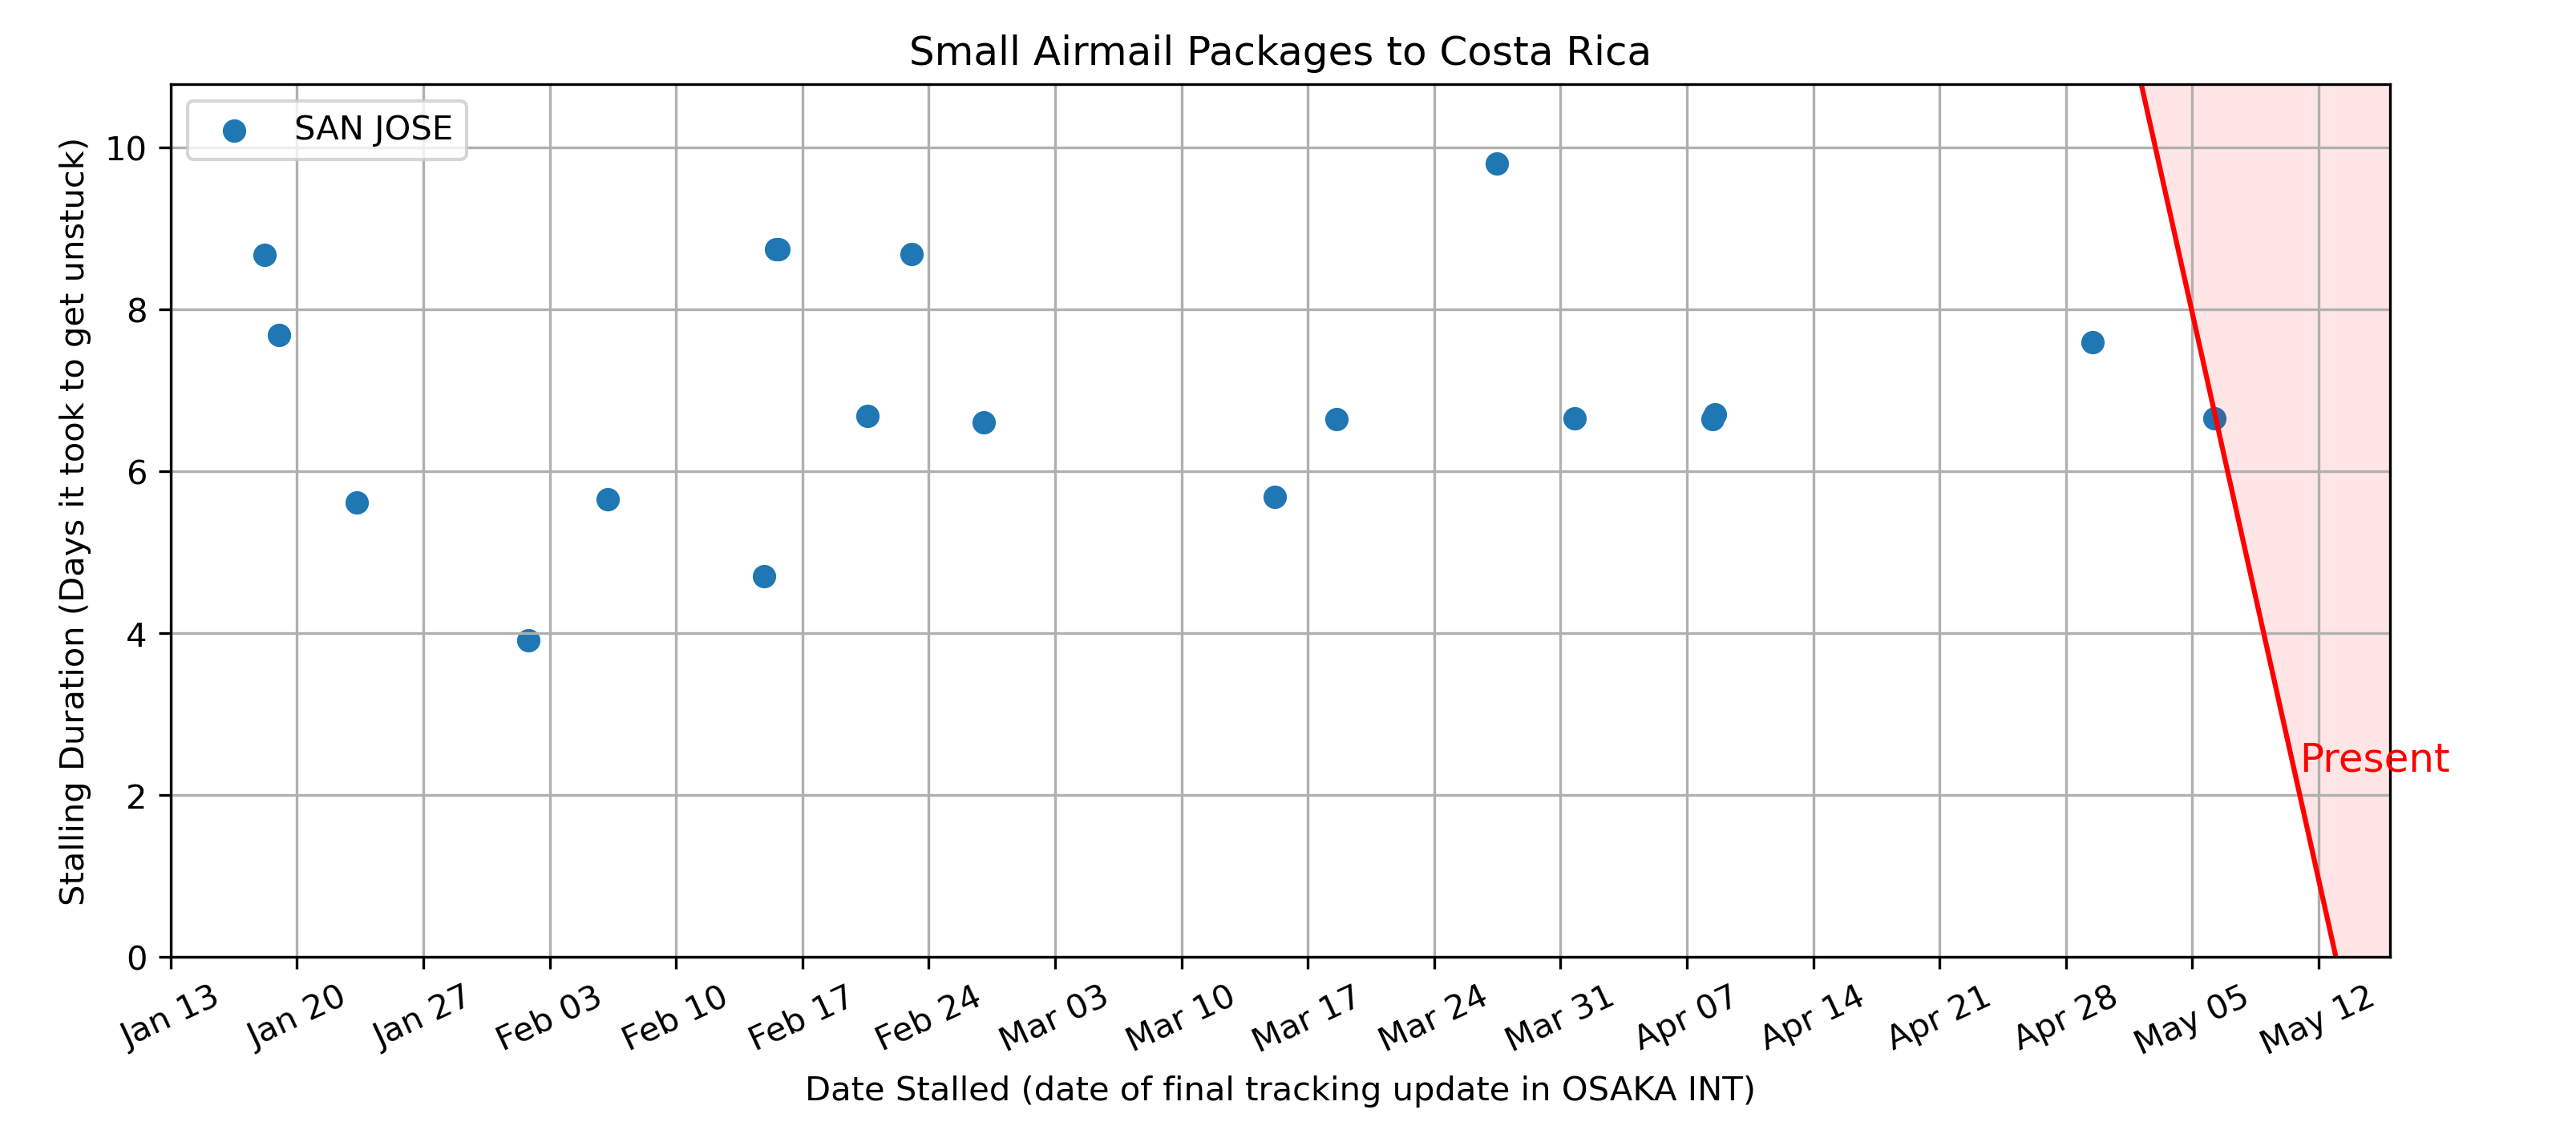 Small Airmail Packages to Costa Rica
SAN JOSE
Stalling Duration (Days it took to get unstuck)
10
8
6
4
2
0
Present
Jan 13 Jan 20 Jan 27 Feb 03 Feb 10 Feb 17 Feb 24 Mar 03 Mar 10 Mar 17 Mar 24 Mar 31 Apr 07 Apr 14 Apr 21 Apr 28 May 05 May 12
Date Stalled (date of final tracking update in OSAKA INT)